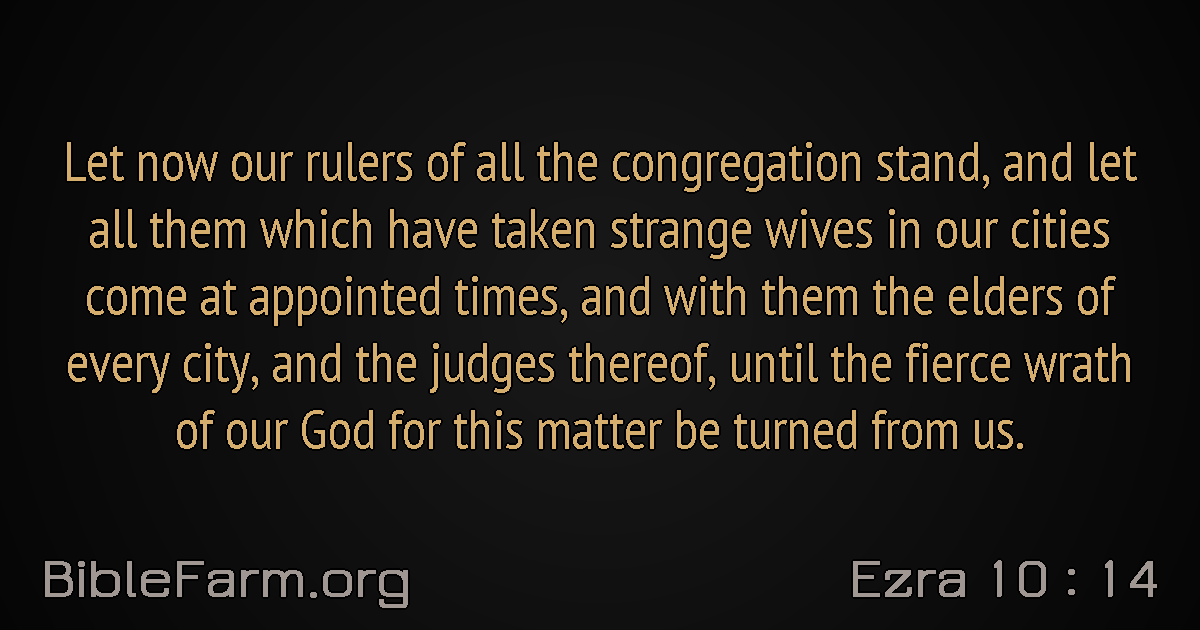 Let now our rulers of all the congregation stand, and let
all them which have taken strange wives in our cities
come at appointed times, and with them the elders of
every city, and the judges thereof, until the fierce wrath
of our God for this matter be turned from us.
BibleFarm.org
Ezra 10 : 14